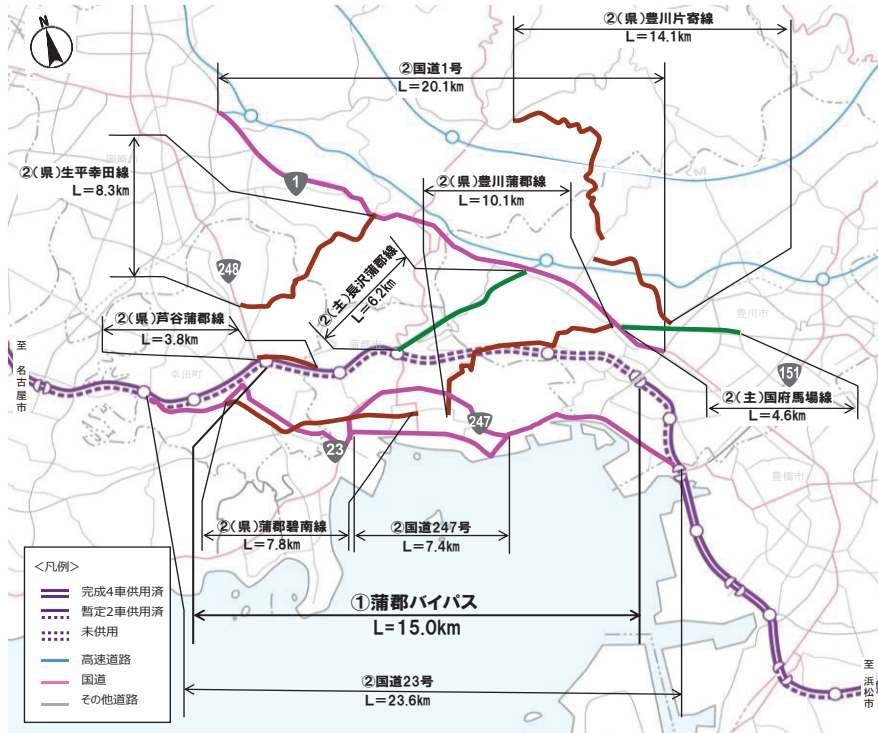 N
②(県)豊川片寄線
L=14.1km
②国道1号
L=20.1km
②(県)生平幸田線
L=8.3km
岡崎市
1
②(県)豊川蒲郡線
L=10.1km
248
②(主)長沢蒲郡線
L=6.2km
②(県)芦谷蒲郡線
L=3.8km
豊川市
蒲郡市
至 名古屋市
幸田町
151
②(主)国府馬場線
L=4.6km
247
23
豊橋市
②(県)蒲郡碧南線
L=7.8km
②国道247号
L=7.4km
<凡例>
完成4車供用済
暫定2車供用済
未供用
高速道路
国道
その他道路
①蒲郡バイパス
L=15.0km
②国道23号
L=23.6km
至 浜松市